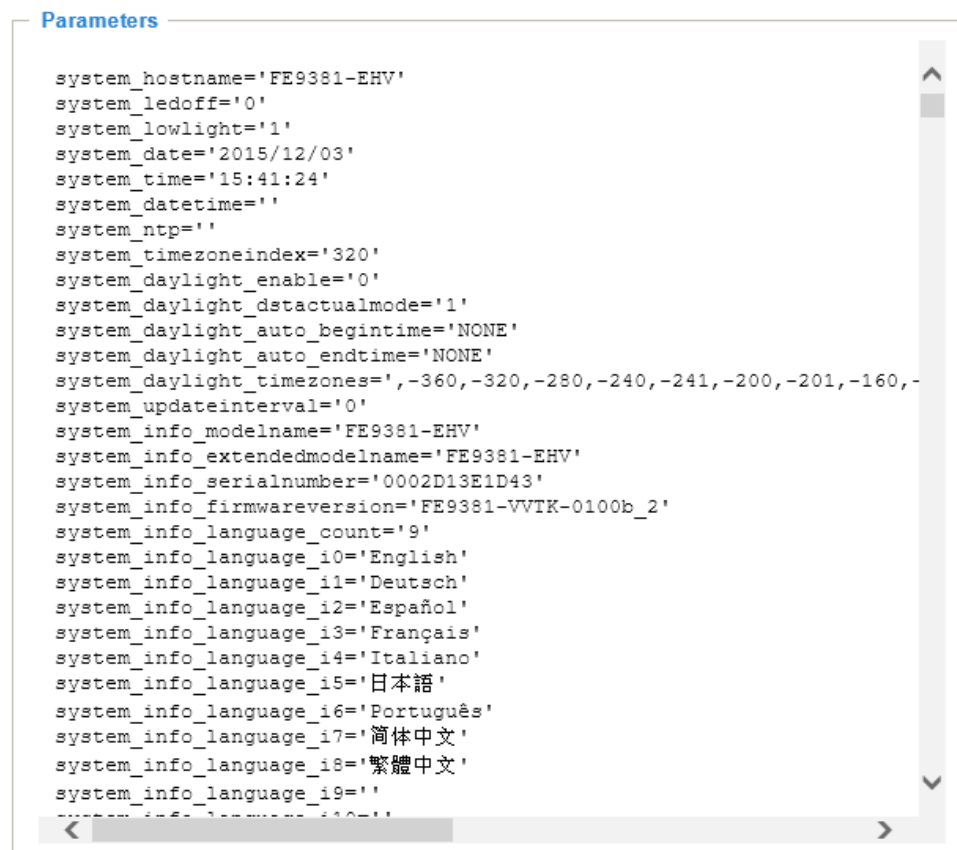 Parameters
system_hostname='FE9381-EHV'
system_ledoff='0'
system_lowlight='1'
system_date='2015/12/03'
system_time='15:41:24'
system_datetime=''
system_ntp=''
system_timezoneindex='320'
system_daylight_enable='0'
system_daylight_dstactualmode='1'
system_daylight_auto_begintime='NONE'
system_daylight_auto_endtime='NONE'
system_daylight_timezones=',-360,-320,-280,-240,-241,-200,-201,-160,-
system_updateinterval='0'
system_info_modelname='FE9381-EHV'
system_info_extendedmodelname='FE9381-EHV'
system_info_serialnumber='0002D13E1D43'
system_info_firmwareversion='FE9381-VVTK-0100b_2'
system_info_language_count='9'
system_info_language_i0='English'
system_info_language_i1='Deutsch'
system_info_language_i2='Español'
system_info_language_i3='Français'
system_info_language_i4='Italiano'
system_info_language_i5='日本語'
system_info_language_i6='Português'
system_info_language_i7='简体中文'
system_info_language_i8='繁體中文'
system_info_language_i9=''
system_info_language_i10=''